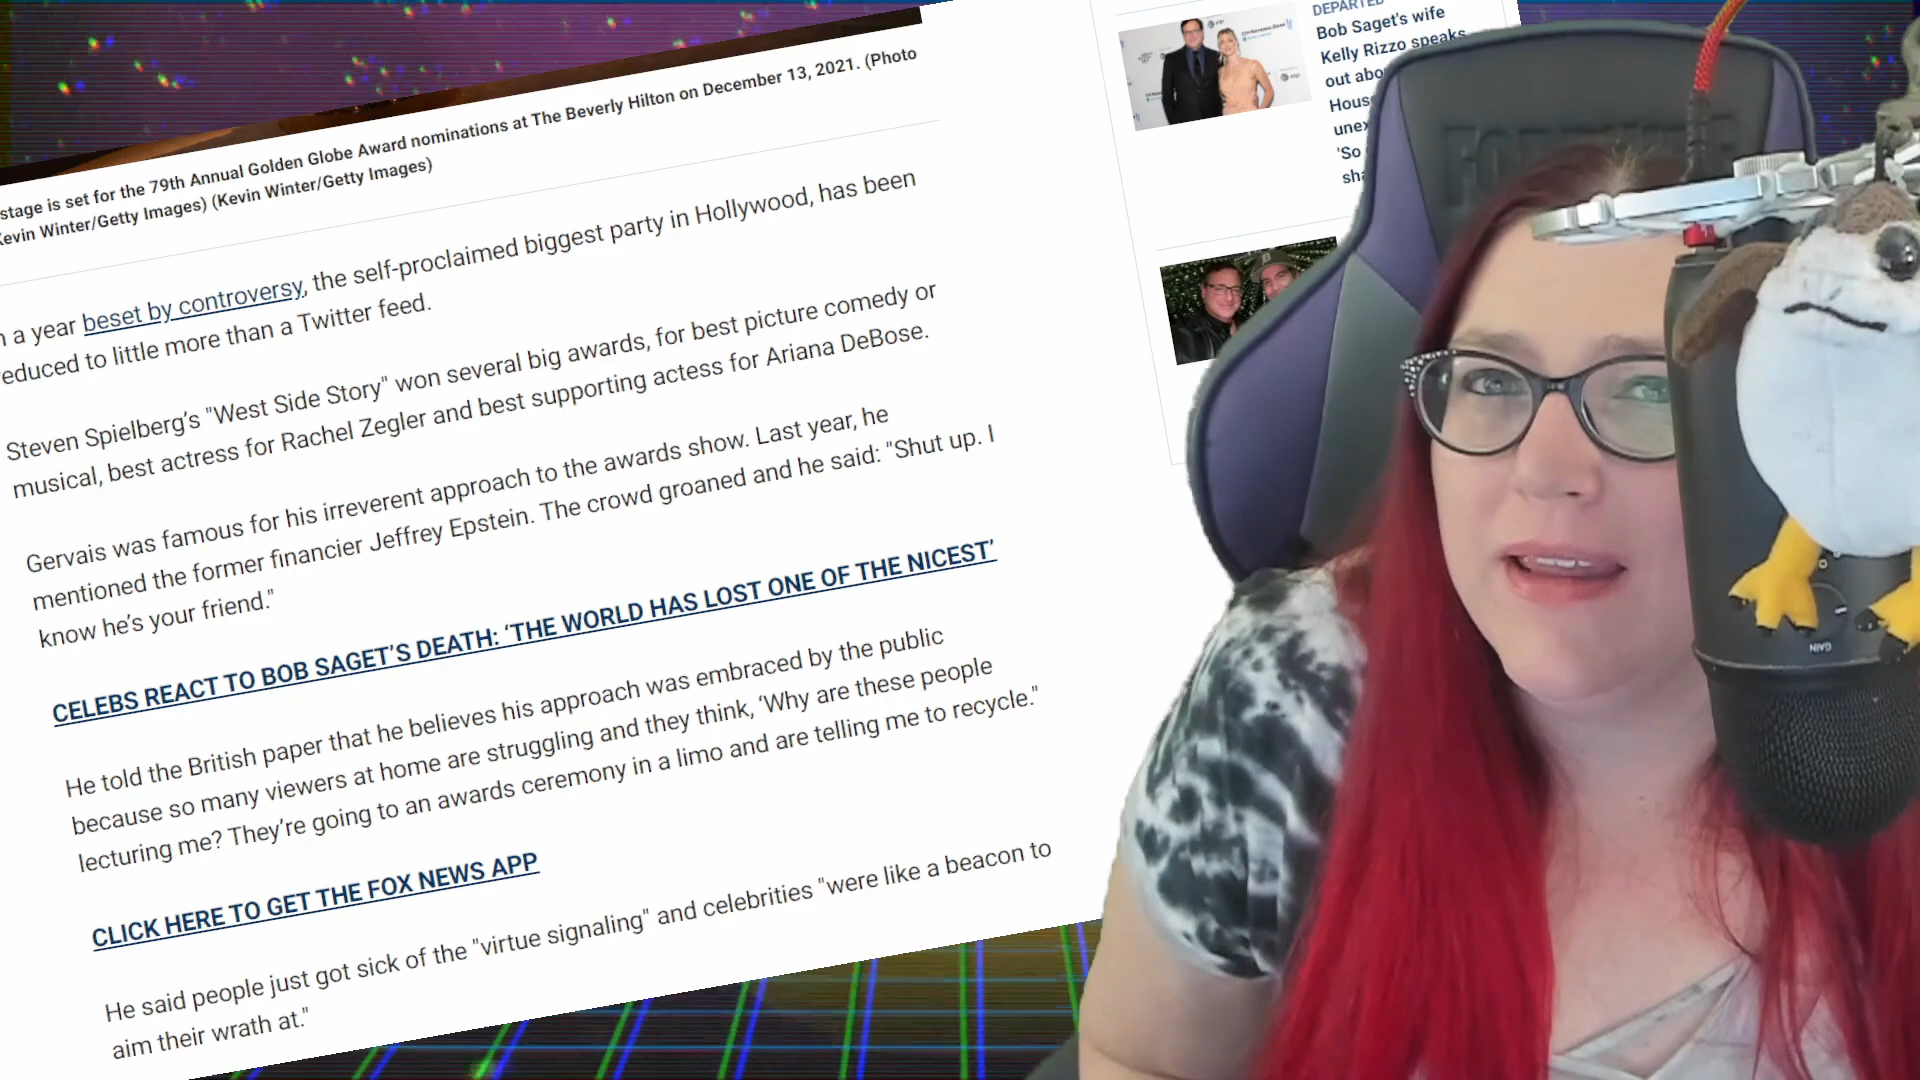 stage is set for the 79th Annual Golden Globe Award nominations at The Beverly Hilton on December 13, 2021. (Photo
Kevin Winter/Getty Images) (Kevin Winter/Getty Images)
a year beset by controversy, the self-proclaimed biggest party in Hollywood, has been
reduced to little more than a Twitter feed.
Steven Spielberg's "West Side Story" won several big awards, for best picture comedy or
musical, best actress for Rachel Zegler and best supporting actess for Ariana DeBose.
Gervais was famous for his irreverent approach to the awards show. Last year, he
mentioned the former financier Jeffrey Epstein. The crowd groaned and he said: "Shut up. I
know he's your friend."
CELEBS REACT TO BOB SAGET'S DEATH: 'THE WORLD HAS LOST ONE OF THE NICEST'
He told the British paper that he believes his approach was embraced by the public
because so many viewers at home are struggling and they think, 'Why are these people
lecturing me? They're going to an awards ceremony in a limo and are telling me to recycle."
CLICK HERE TO GET THE FOX NEWS APP
He said people just got sick of the "virtue signaling" and celebrities "were like a beacon to
aim their wrath at."
DEPARTED
Bob Saget's wife
Kelly Rizzo speaks
out abo
Hous
unex
'So
sha
GAIN